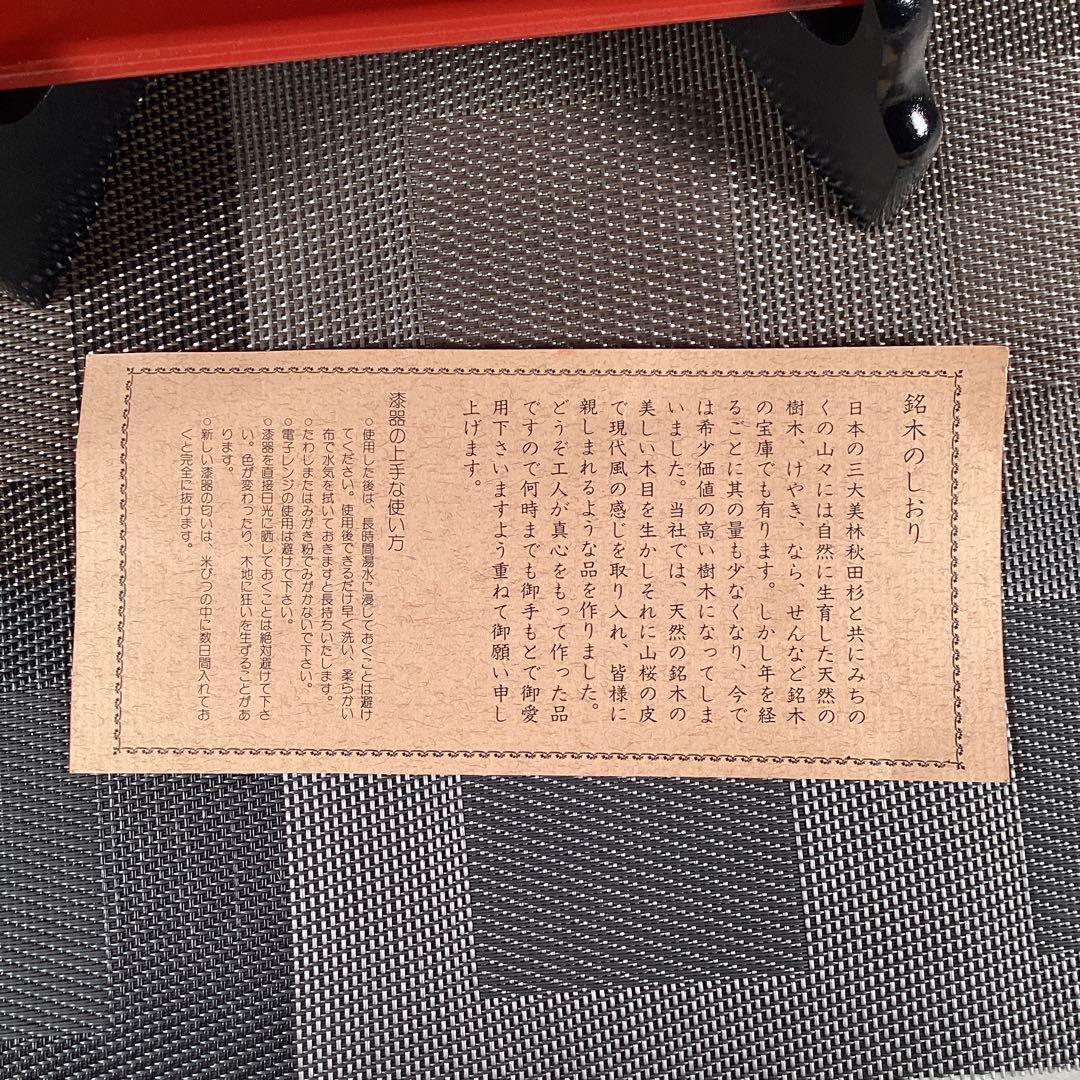 銘木のしおり
日本の三大美林秋田杉と共にみちの
くの山々には自然に生育した天然の
樹木、けやき、なら、せんなど銘木
の宝庫でも有ります。しかし年を経
るごとに其の量も少なくなり、今で
は希少価値の高い樹木になってしま
いました。当社では、天然の銘木の
美しい木目を生かしそれに山桜の皮
で現代風の感じを取り入れ、皆様に
親しまれるような品を作りました。
どうぞ工人が真心をもって作った品
ですので何時までも御手もとで御愛
用下さいますよう重ねて御願い申し
上げます。
漆器の上手な使い方
○使用した後は、長時間湯水に浸しておくことは避け
てください。使用後できるだけ早く洗い、柔らかい
布で水気を拭いておきますと長持ちいたします。
○たわしまたはみがき粉でみがかないで下さい。
○電子レンジの使用は避けて下さい。
○漆器を直接日光に晒しておくことは絶対避けて下さ
い。色が変わったり、木地に狂いを生ずることがあ
ります。
○新しい漆器の匂いは、米びつの中に数日間入れてお
くと完全に抜けます。